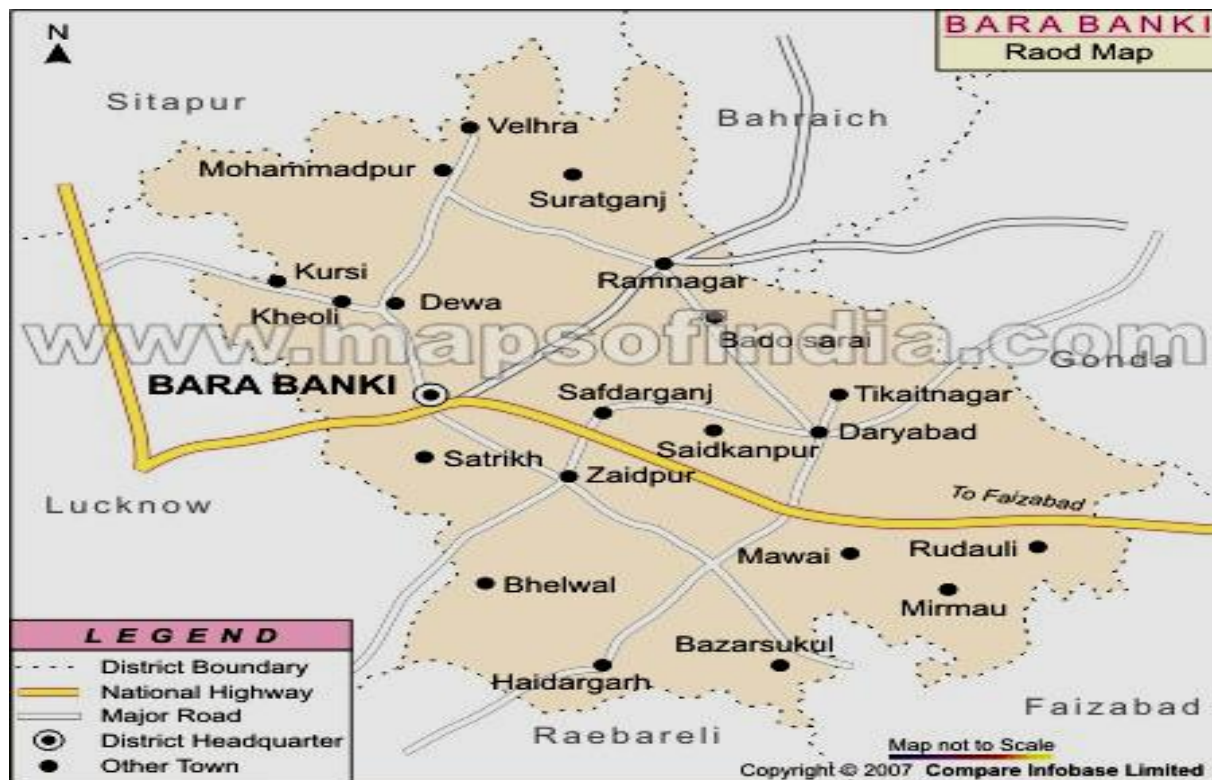 BARA BANKI
Raod Map
N
Sitapur
Bahraich
Velhra
Mohammadpur
Suratganj
Kursi
Ramnagar
Kheoli
Dewa
Bado sarai
www.mapsofindia.com
Gonda
BARA BANKI
Safdarganj
Tikaitnagar
Saidkanpur
Daryabad
Satrikh
Zaidpur
To Faizabad
Lucknow
Mawai
Rudauli
Bhelwal
Mirmau
Bazarsukul
Haidargarh
Raebareli
Faizabad
LEGEND
District Boundary
National Highway
Major Road
District Headquarter
Other Town
Map not to Scale
Copyright © 2007 Compare Infobase Limited